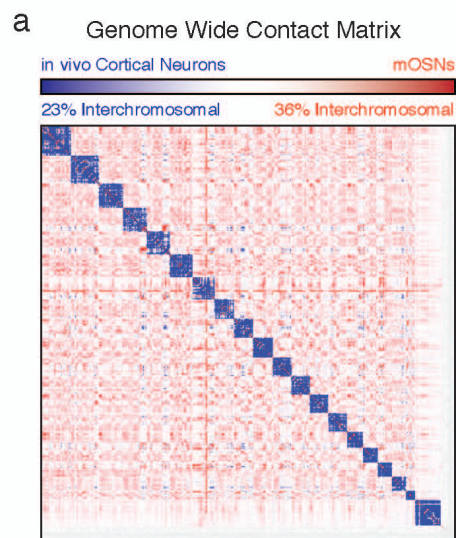 a
Genome Wide Contact Matrix
in vivo Cortical Neurons mOSNs
23% Interchromosomal 36% Interchromosomal